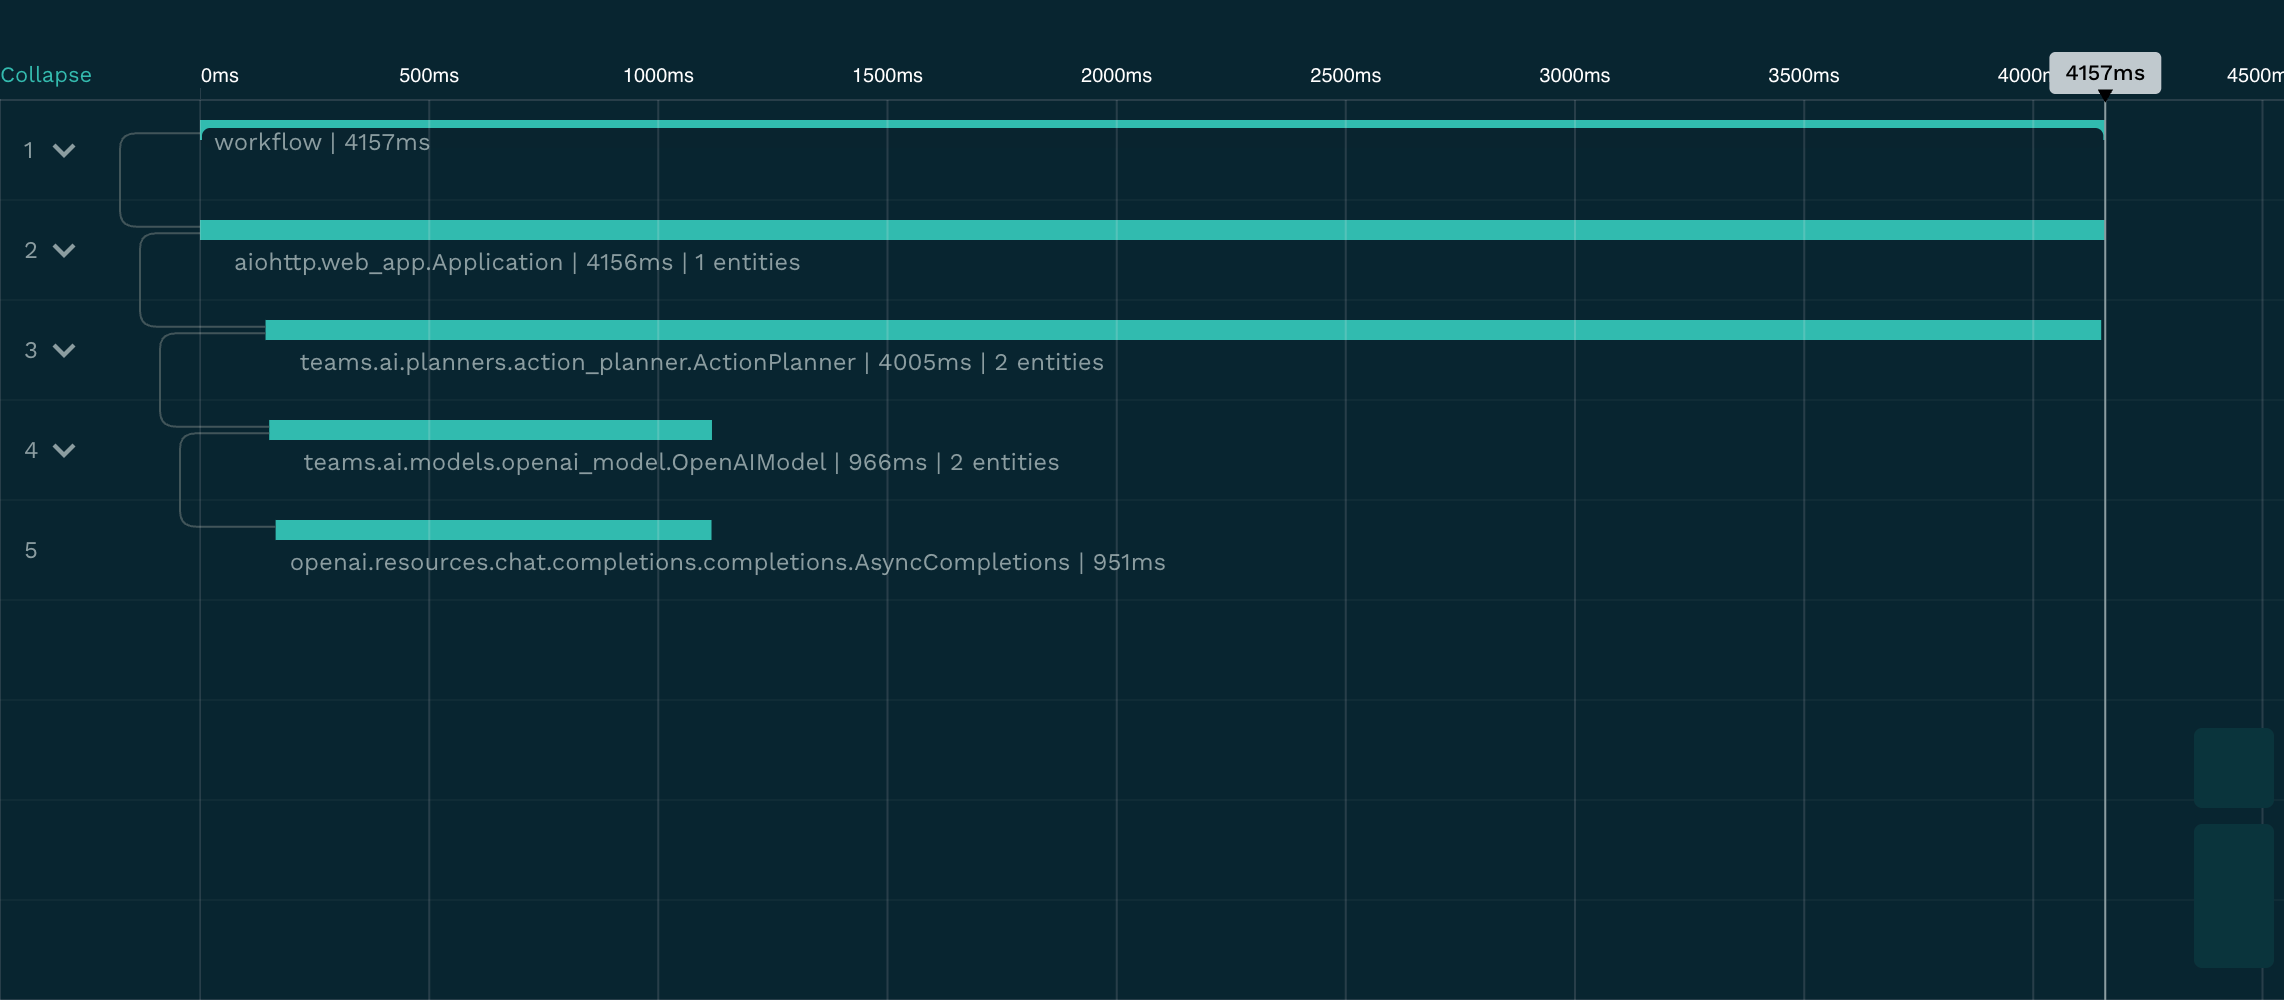 Collapse 0ms 500ms 1000ms 1500ms 2000ms 2500ms 3000ms 3500ms 4000m 4157ms 4500m
1 workflow | 4157ms
2
aiohttp.web_app.Application | 4156ms | 1 entities
3
teams.ai.planners.action_planner.ActionPlanner | 4005ms | 2 entities
4
teams.ai.models.openai_model.OpenAIModel | 966ms | 2 entities
5
openai.resources.chat.completions.completions.AsyncCompletions | 951ms